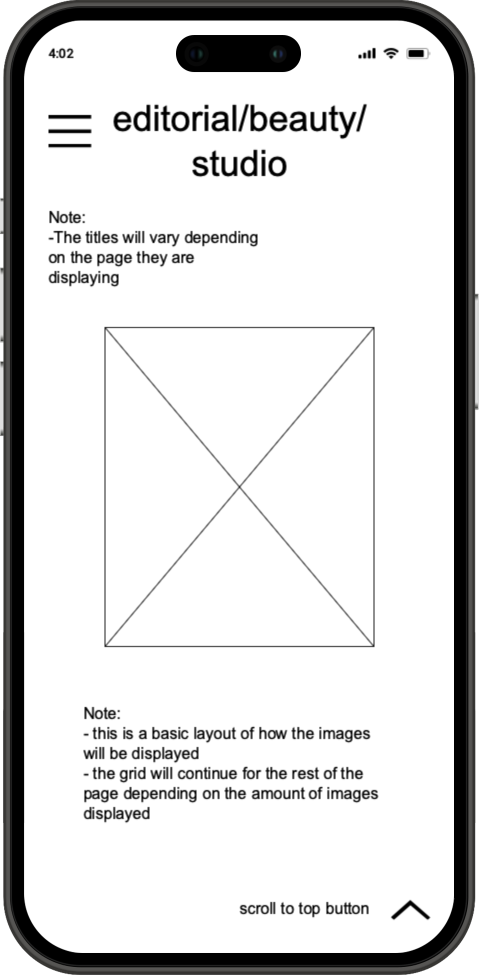 4:02
editorial/beauty/
studio
Note:
-The titles will vary depending
on the page they are
displaying
Note:
- this is a basic layout of how the images
will be displayed
- the grid will continue for the rest of the
page depending on the amount of images
displayed
scroll to top button